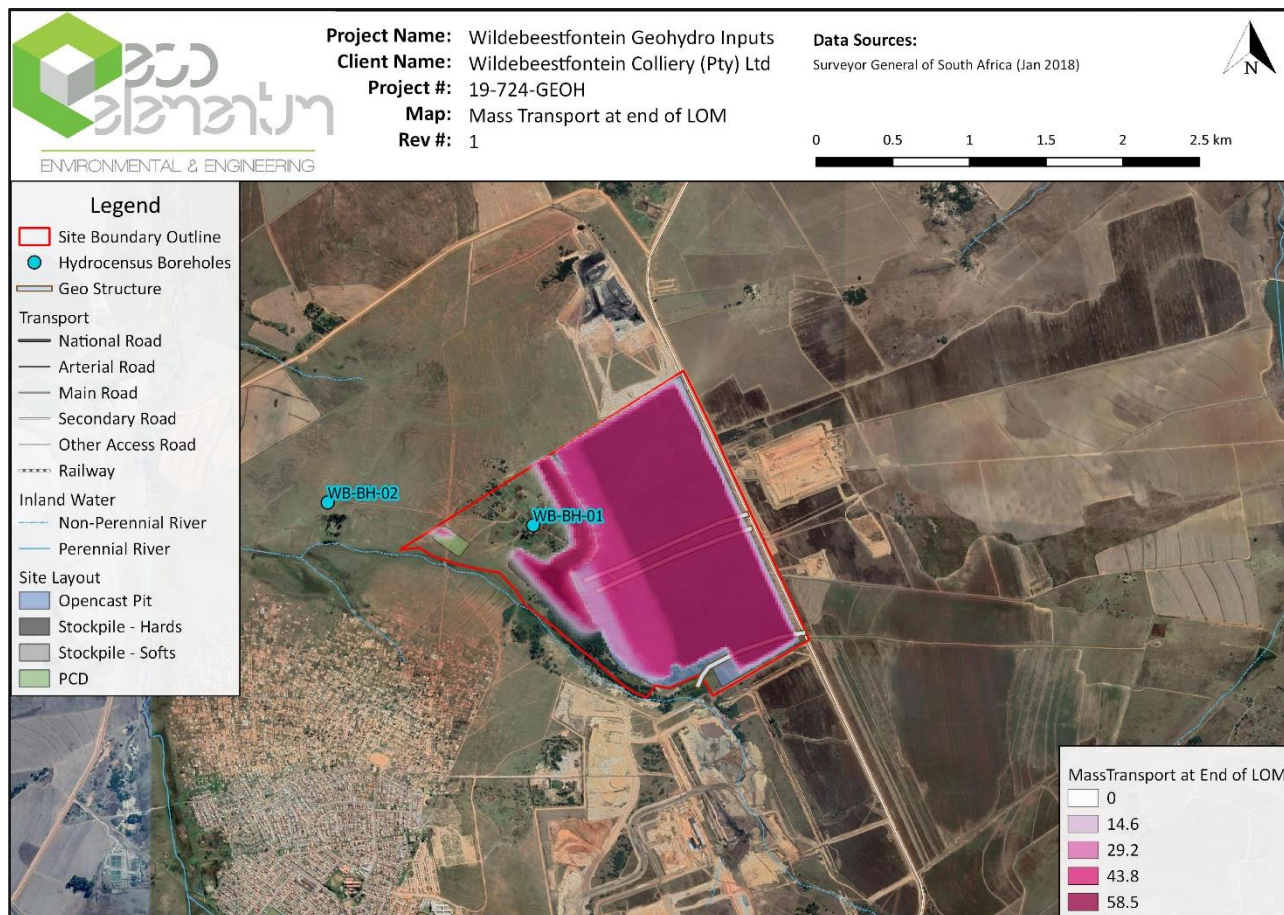 eco
elementum
ENVIRONMENTAL & ENGINEERING
Project Name: Wildebeestfontein Geohydro Inputs
Client Name: Wildebeestfontein Colliery (Pty) Ltd
Project #: 19-724-GEOH
Map: Mass Transport at end of LOM
Rev #: 1
Data Sources:
Surveyor General of South Africa (Jan 2018)
N
0 0.5 1 1.5 2 2.5 km
Legend
Site Boundary Outline
Hydrocensus Boreholes
Geo Structure
Transport
National Road
Arterial Road
Main Road
Secondary Road
Other Access Road
Railway
Inland Water
Non-Perennial River
Perennial River
Site Layout
Opencast Pit
Stockpile - Hards
Stockpile - Softs
PCD
WB-BH-02
WB-BH-01
MassTransport at End of LOM
0
14.6
29.2
43.8
58.5